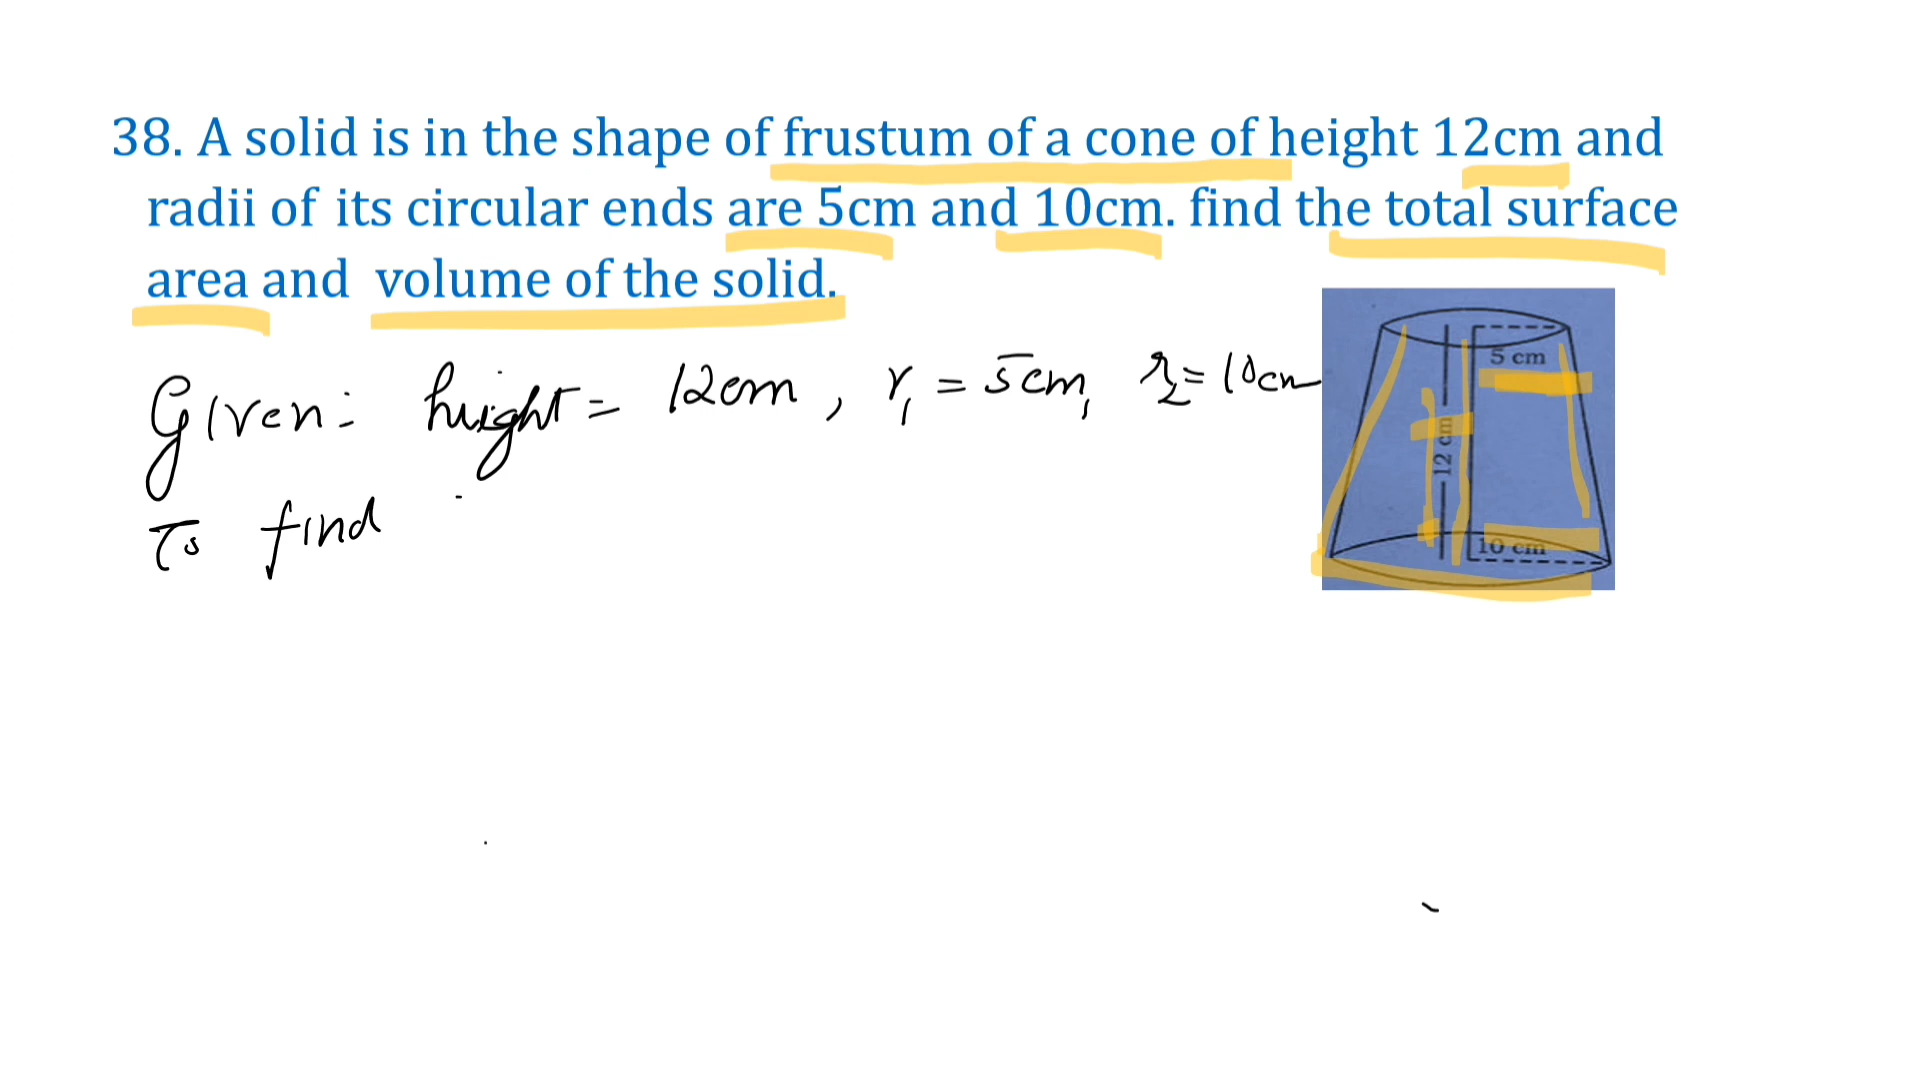 38. A solid is in the shape of frustum of a cone of height 12cm and
radii of its circular ends are 5cm and 10cm. find the total surface
area and volume of the solid.
Given: height = 12cm, r₁ = 5cm, r₂ = 10cm
To find
5 cm
12 cm
10 cm